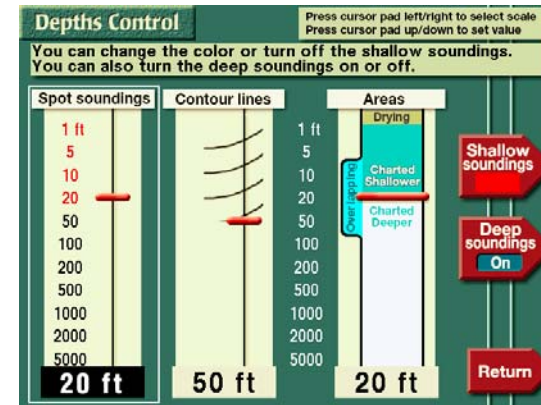 Depths Control
Press cursor pad left/right to select scale
Press cursor pad up/down to set value
You can change the color or turn off the shallow soundings.
You can also turn the deep soundings on or off.
Spot soundings
1 ft
5
10
20
50
100
200
500
1000
2000
5000
20 ft
Contour lines
50 ft
1 ft
5
10
20
50
100
200
500
1000
2000
5000
Areas
Drying
Overlapping
Charted
Shallower
Charted
Deeper
20 ft
Shallow
soundings
Deep
soundings
On
Return